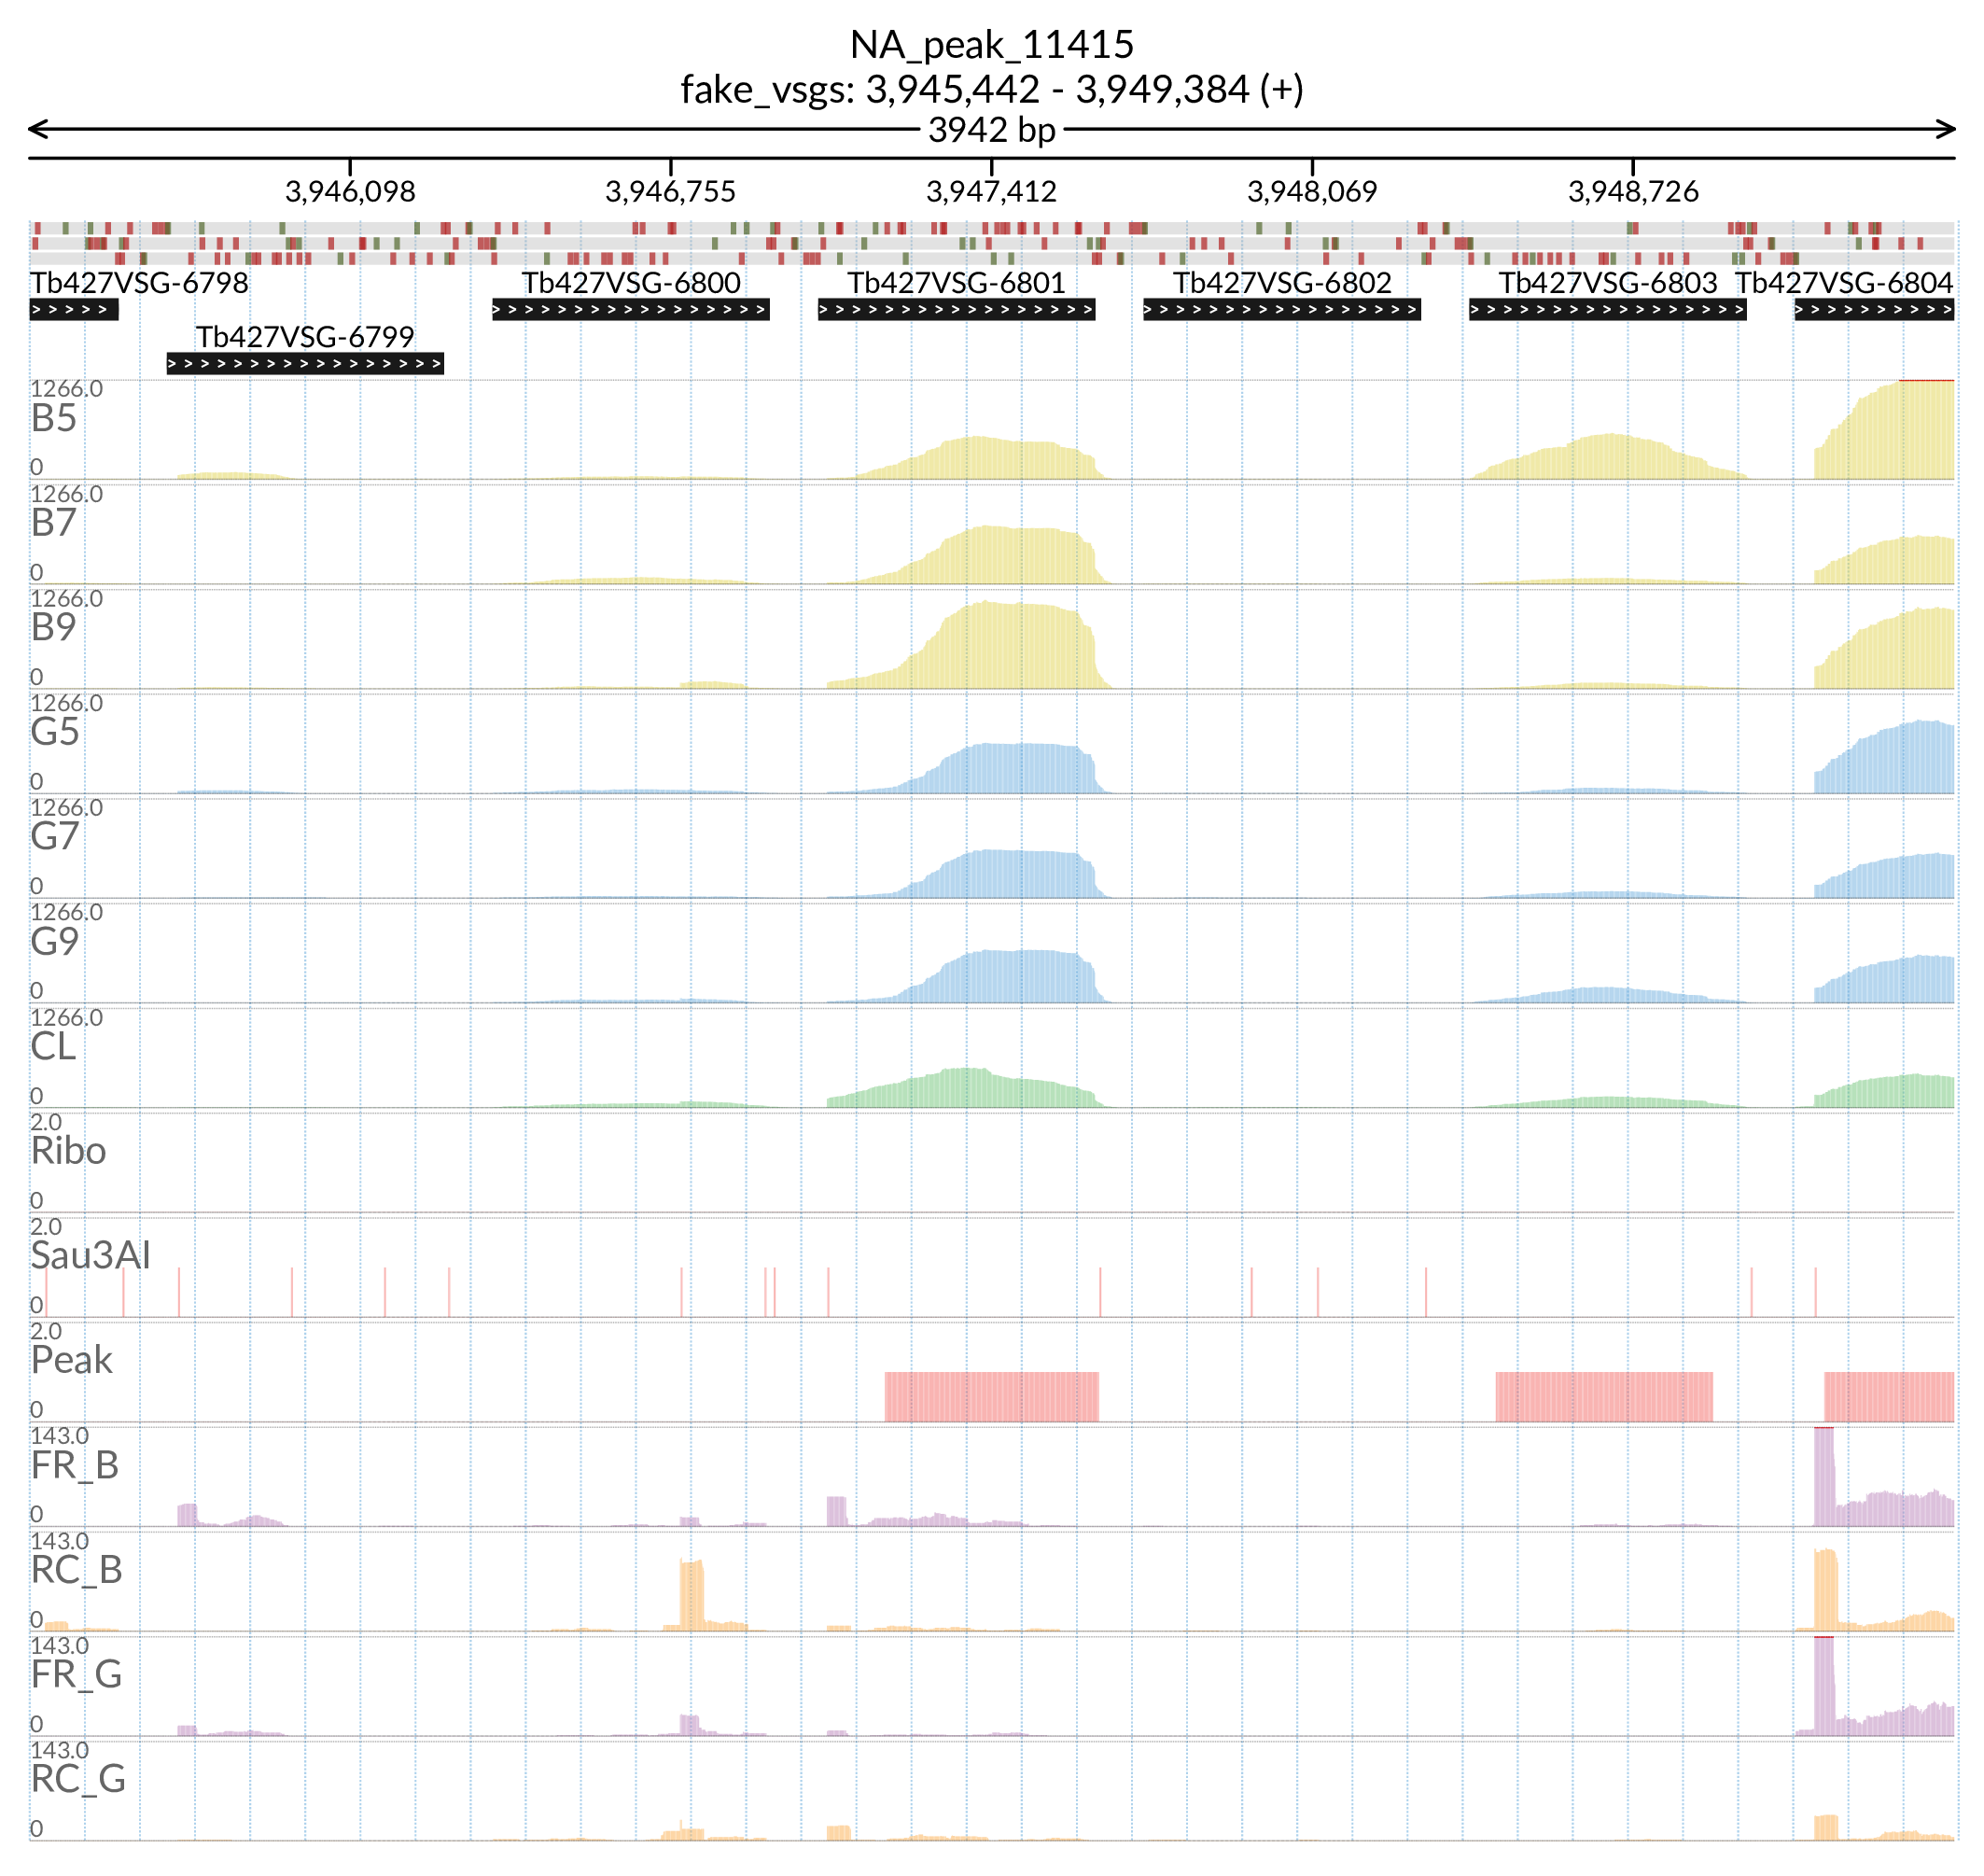 NA_peak_11415
fake_vsgs: 3,945,442 - 3,949,384 (+)
3942 bp
3,946,098 3,946,755 3,947,412 3,948,069 3,948,726
Tb427VSG-6798 Tb427VSG-6800 Tb427VSG-6801 Tb427VSG-6802 Tb427VSG-6803 Tb427VSG-6804
Tb427VSG-6799
1266.0
B5
0
1266.0
B7
0
1266.0
B9
0
1266.0
G5
0
1266.0
G7
0
1266.0
G9
0
1266.0
CL
0
2.0
Ribo
0
2.0
Sau3AI
0
2.0
Peak
0
143.0
FR_B
0
143.0
RC_B
0
143.0
FR_G
0
143.0
RC_G
0